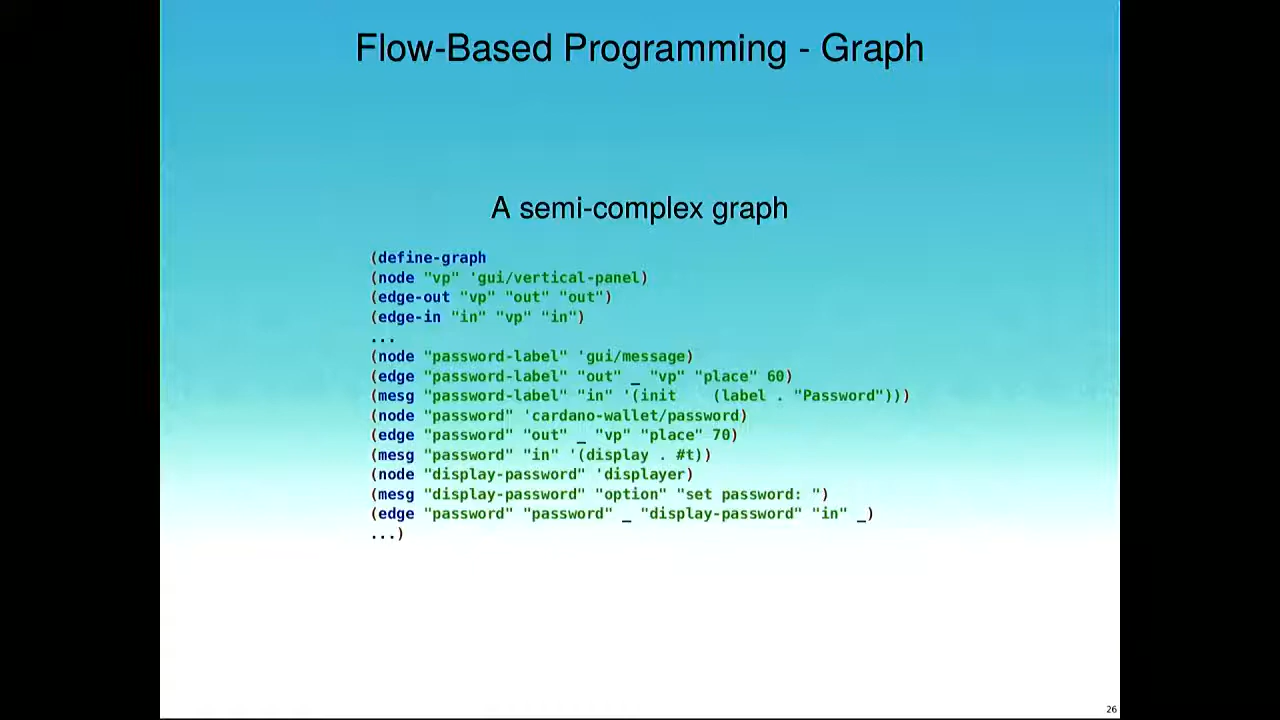 Flow-Based Programming - Graph
A semi-complex graph
(define-graph
(node "vp" 'gui/vertical-panel)
(edge-out "vp" "out" "out")
(edge-in "in" "vp" "in")
...
(node "password-label" 'gui/message)
(edge "password-label" "out" _ "vp" "place" 60)
(mesg "password-label" "in" '(init    (label . "Password")))
(node "password" 'cardano-wallet/password)
(edge "password" "out" _ "vp" "place" 70)
(mesg "password" "in" '(display . #t))
(node "display-password" 'displayer)
(mesg "display-password" "option" "set password: ")
(edge "password" "password" _ "display-password" "in" _)
...)
26